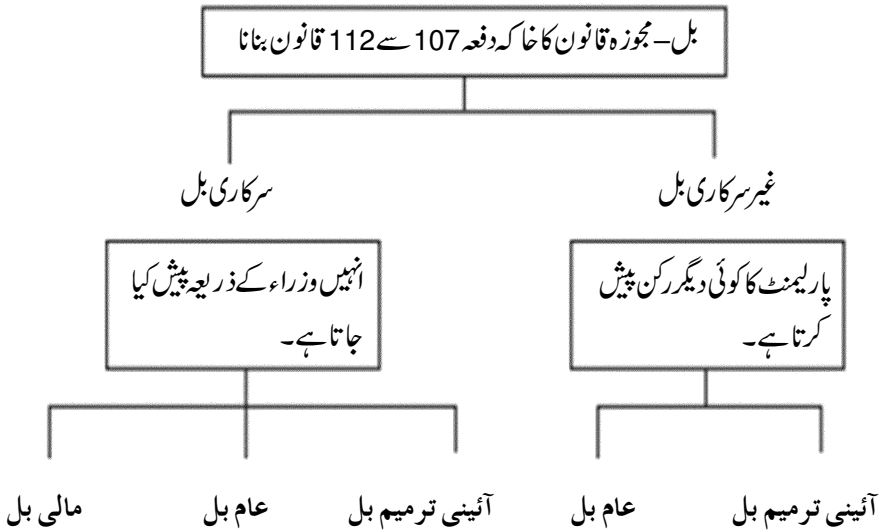 بل–مجوزہ قانون کا خاکہ دفعہ 107 سے 112 قانون بنانا
غیر سرکاری بل
سرکاری بل
پارلیمنٹ کا کوئی دیگر رکن پیش
کرتا ہے۔
انہیں وزراء کے ذریعہ پیش کیا
جاتا ہے۔
آئینی ترمیم بل
عام بل
آئینی ترمیم بل
عام بل
مالی بل